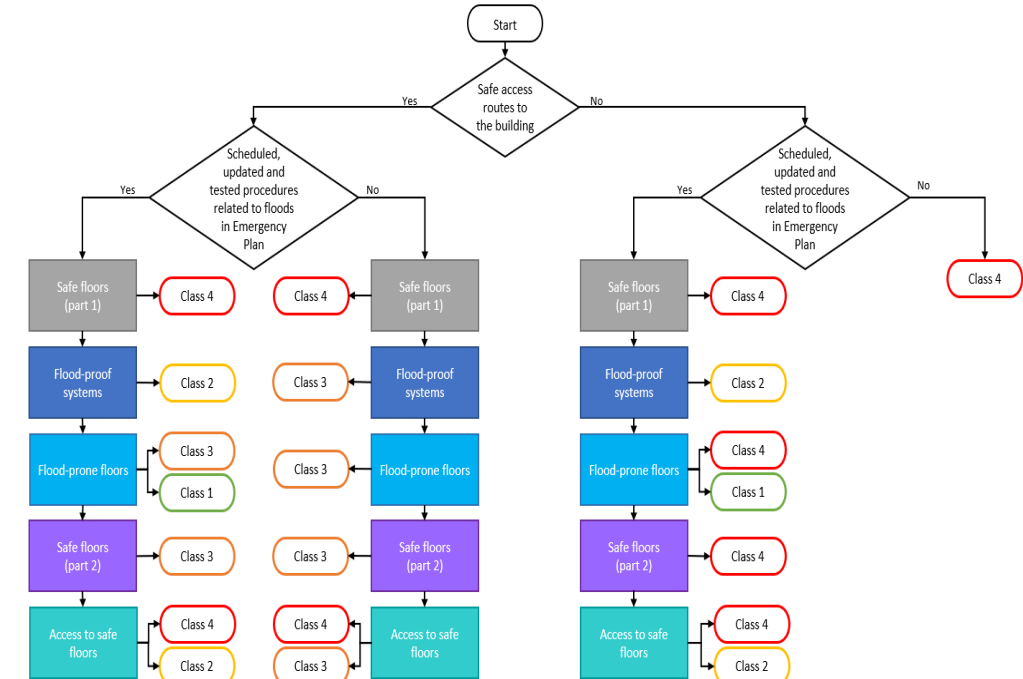 Start
Safe access
routes to
the building
Yes
No
Scheduled,
updated and
tested procedures
related to floods
in Emergency
Plan
Yes
No
Scheduled,
updated and
tested procedures
related to floods
in Emergency
Plan
Yes
No
Safe floors
(part 1)
Class 4
Class 4
Safe floors
(part 1)
Safe floors
(part 1)
Class 4
Class 4
Flood-proof
systems
Class 2
Class 3
Flood-proof
systems
Flood-proof
systems
Class 2
Flood-prone floors
Class 3
Class 1
Class 3
Flood-prone floors
Flood-prone floors
Class 4
Class 1
Safe floors
(part 2)
Class 3
Class 3
Safe floors
(part 2)
Safe floors
(part 2)
Class 4
Access to safe
floors
Class 4
Class 2
Class 4
Class 3
Access to safe
floors
Access to safe
floors
Class 4
Class 2